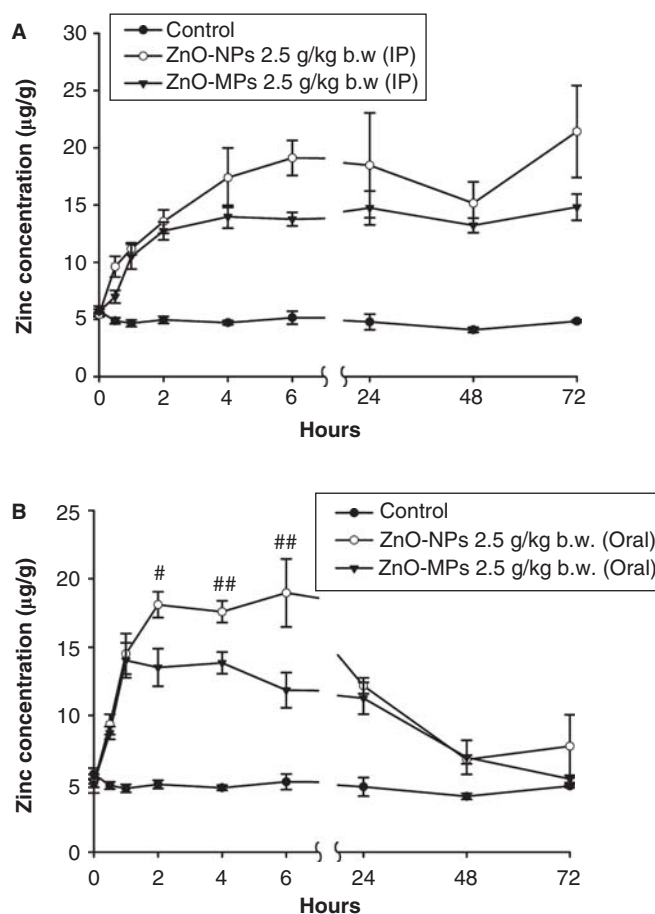 A
Control
ZnO-NPs 2.5 g/kg b.w (IP)
ZnO-MPs 2.5 g/kg b.w (IP)
Zinc concentration (µg/g)
30
25
20
15
10
5
0
0 2 4 6 24 48 72
Hours
B
Control
ZnO-NPs 2.5 g/kg b.w. (Oral)
ZnO-MPs 2.5 g/kg b.w. (Oral)
Zinc concentration (µg/g)
25
20
15
10
5
0
# ## ##
0 2 4 6 24 48 72
Hours